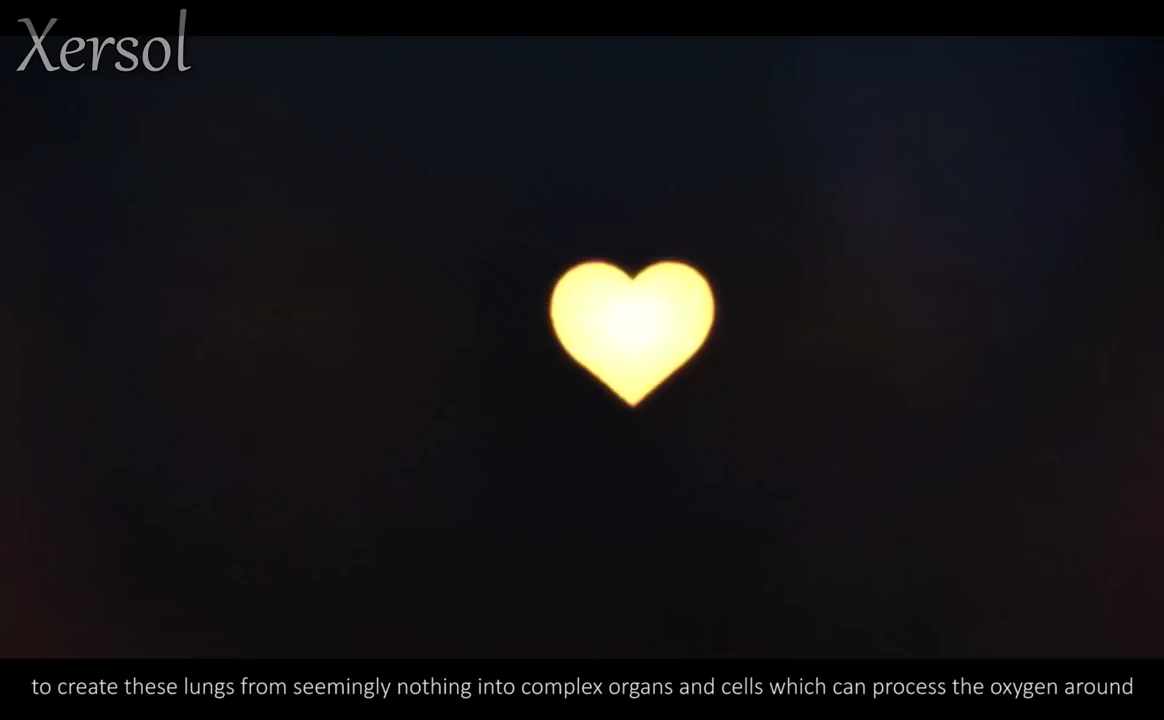 Xersol
to create these lungs from seemingly nothing into complex organs and cells which can process the oxygen around